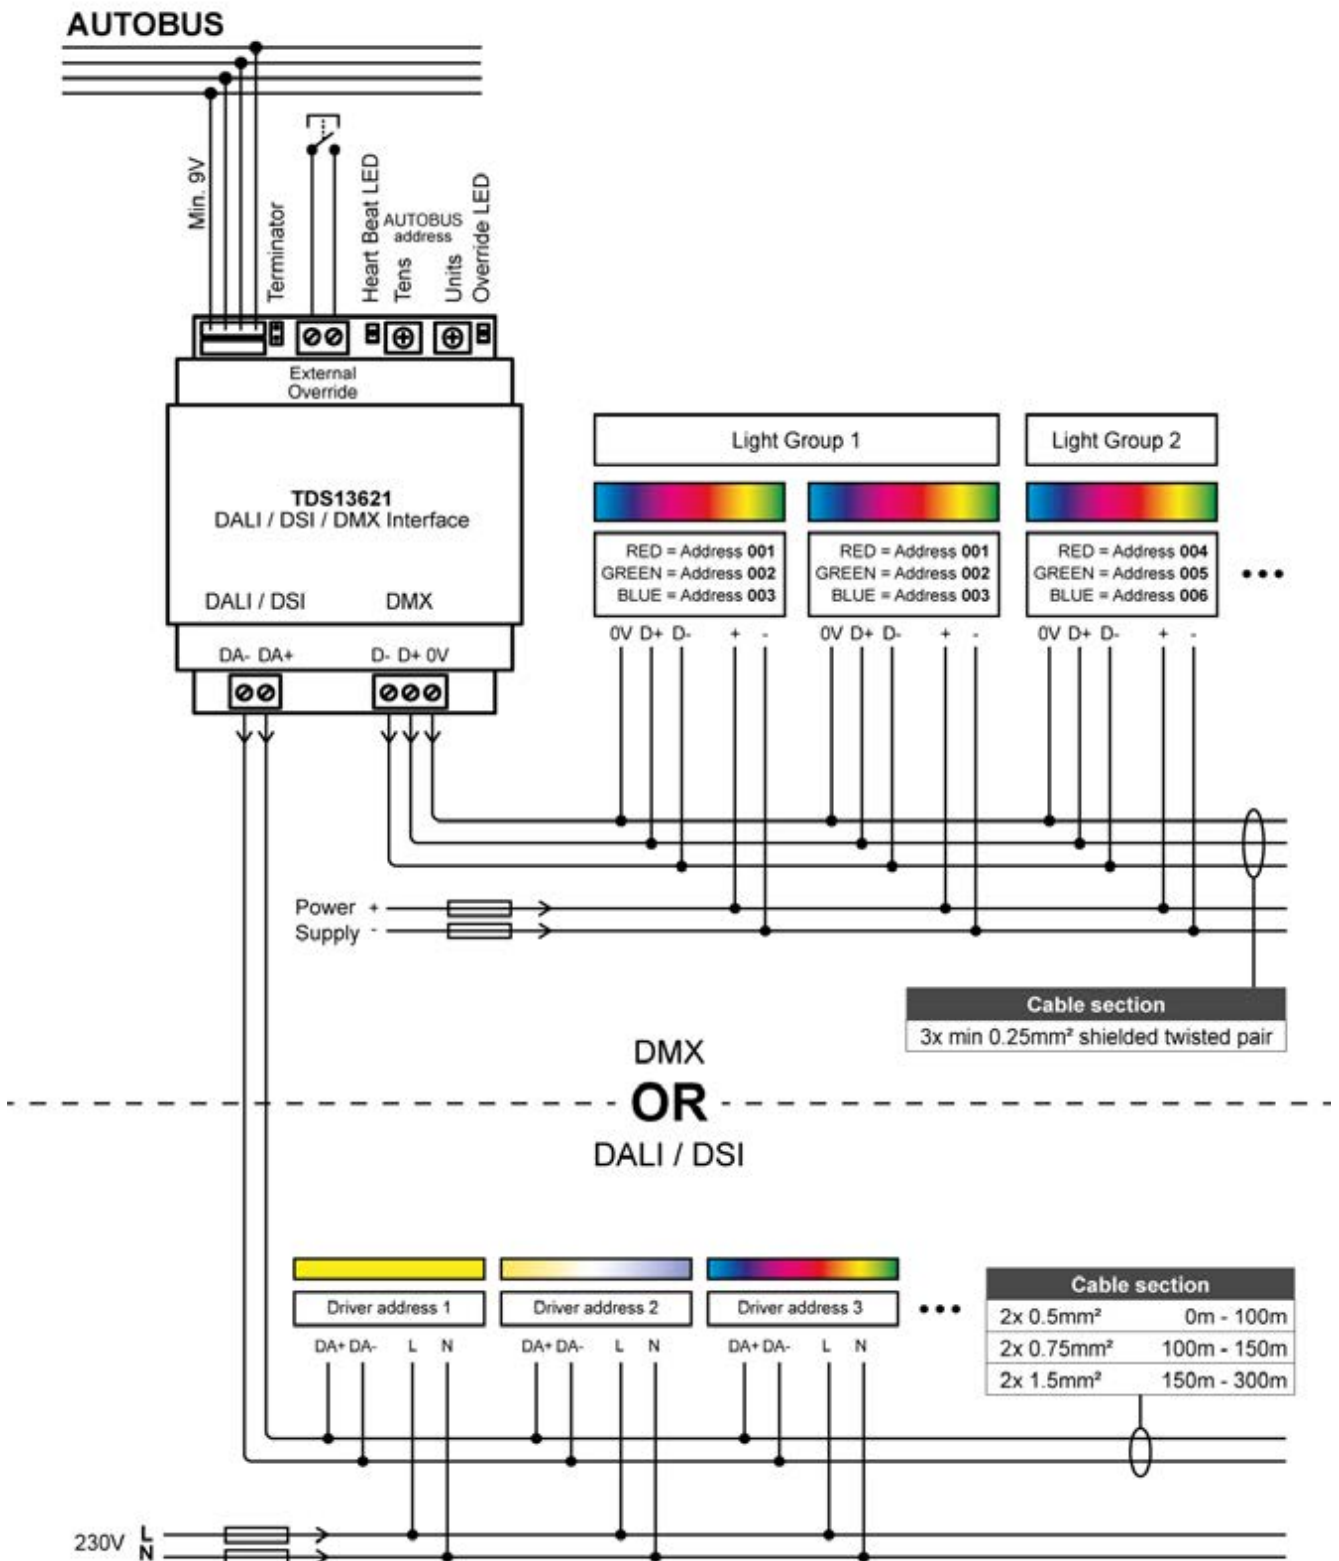 AUTOBUS
Min. 9V
Terminator
Heart Beat LED
AUTOBUS
address
Tens
Units
Override LED
External
Override
TDS13621
DALI / DSI / DMX Interface
DALI / DSI DMX
DA- DA+ D- D+ 0V
Light Group 1 Light Group 2
RED = Address 001 RED = Address 001 RED = Address 004
GREEN = Address 002 GREEN = Address 002 GREEN = Address 005
BLUE = Address 003 BLUE = Address 003 BLUE = Address 006
0V D+ D- + - 0V D+ D- + - 0V D+ D- + -
Power +
Supply -
Cable section
3x min 0.25mm² shielded twisted pair
DMX
OR
DALI / DSI
Driver address 1 Driver address 2 Driver address 3
DA+ DA- L N DA+ DA- L N DA+ DA- L N
Cable section
2x 0.5mm² 0m - 100m
2x 0.75mm² 100m - 150m
2x 1.5mm² 150m - 300m
230V L
N